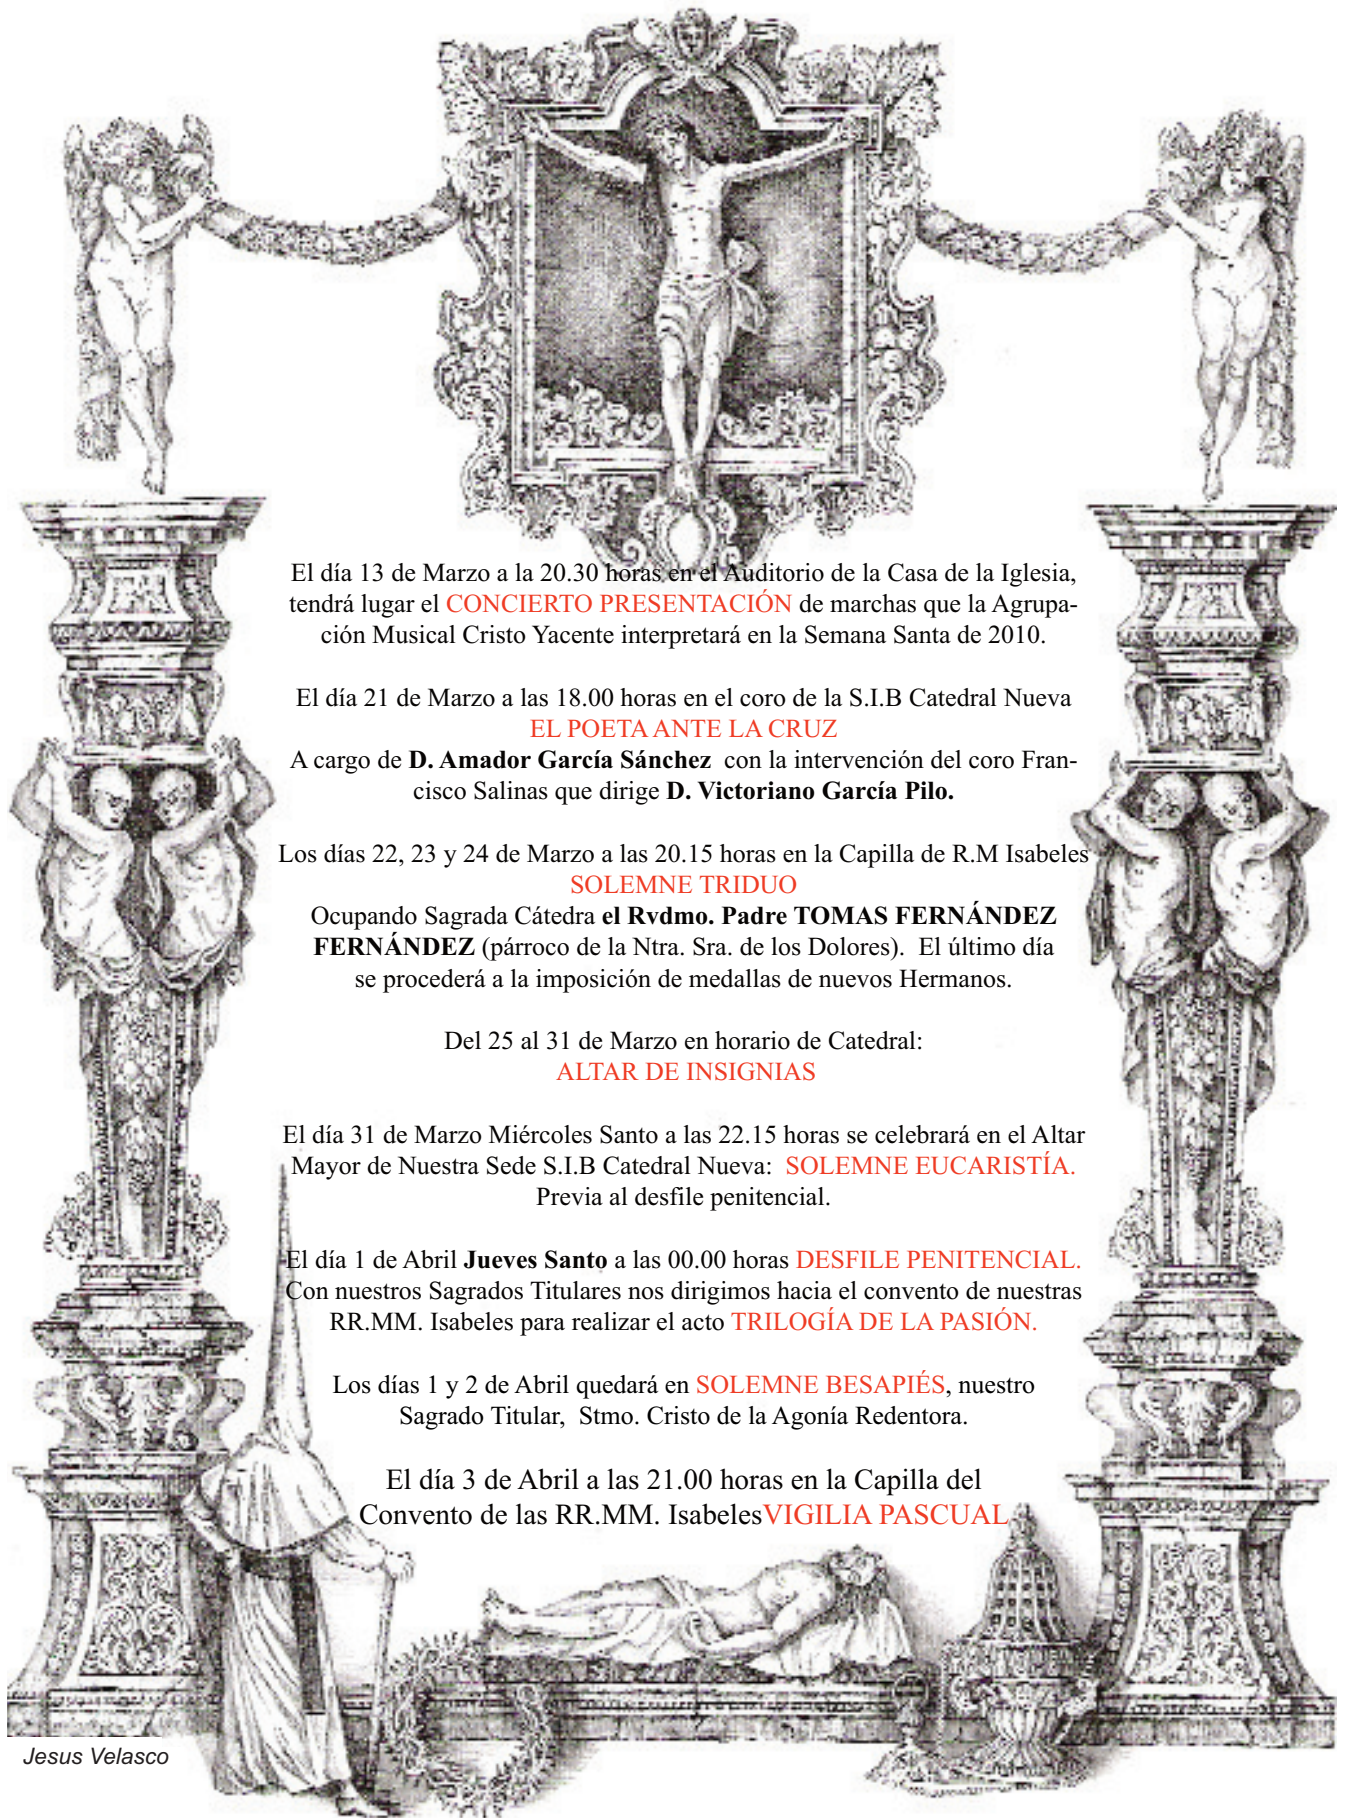 El día 13 de Marzo a la 20.30 horas en el Auditorio de la Casa de la Iglesia,
tendrá lugar el CONCIERTO PRESENTACIÓN de marchas que la Agrupa-
ción Musical Cristo Yacente interpretará en la Semana Santa de 2010.
El día 21 de Marzo a las 18.00 horas en el coro de la S.I.B Catedral Nueva
EL POETA ANTE LA CRUZ
A cargo de D. Amador García Sánchez con la intervención del coro Fran-
cisco Salinas que dirige D. Victoriano García Pilo.
Los días 22, 23 y 24 de Marzo a las 20.15 horas en la Capilla de R.M Isabeles
SOLEMNE TRIDUO
Ocupando Sagrada Cátedra el Rvdmo. Padre TOMAS FERNÁNDEZ
FERNÁNDEZ (párroco de la Ntra. Sra. de los Dolores). El último día
se procederá a la imposición de medallas de nuevos Hermanos.
Del 25 al 31 de Marzo en horario de Catedral:
ALTAR DE INSIGNIAS
El día 31 de Marzo Miércoles Santo a las 22.15 horas se celebrará en el Altar
Mayor de Nuestra Sede S.I.B Catedral Nueva: SOLEMNE EUCARISTÍA.
Previa al desfile penitencial.
El día 1 de Abril Jueves Santo a las 00.00 horas DESFILE PENITENCIAL.
Con nuestros Sagrados Titulares nos dirigimos hacia el convento de nuestras
RR.MM. Isabeles para realizar el acto TRILOGÍA DE LA PASIÓN.
Los días 1 y 2 de Abril quedará en SOLEMNE BESAPIÉS, nuestro
Sagrado Titular, Stmo. Cristo de la Agonía Redentora.
El día 3 de Abril a las 21.00 horas en la Capilla del
Convento de las RR.MM. Isabeles VIGILIA PASCUAL
Jesus Velasco